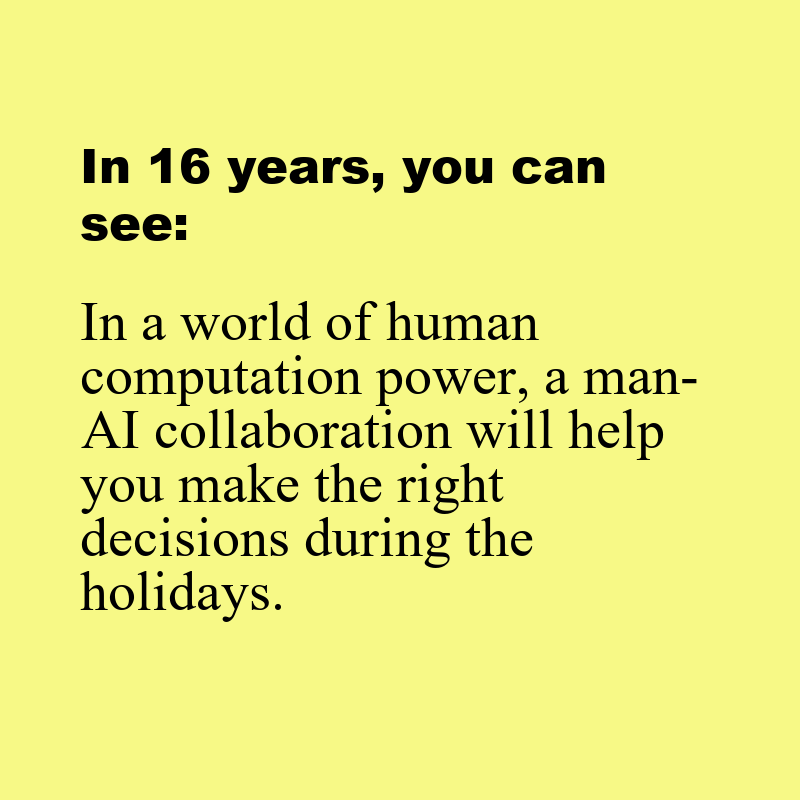 In 16 years, you can
see:
In a world of human
computation power, a man-
AI collaboration will help
you make the right
decisions during the
holidays.